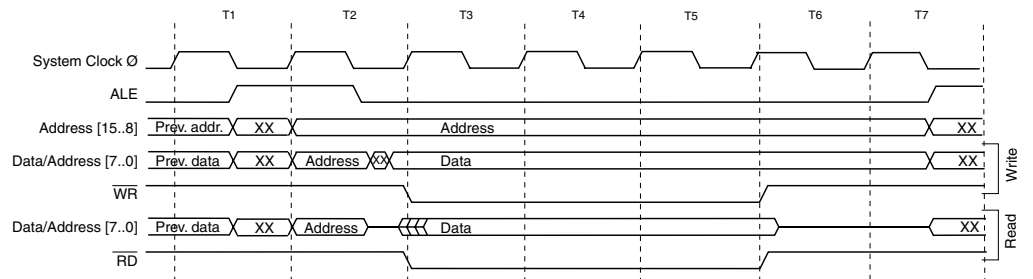 T1 T2 T3 T4 T5 T6 T7
System Clock Ø
ALE
Address [15..8] Prev. addr. XX Address XX
Data/Address [7..0] Prev. data XX Address XX Data XX
WR
Write
Data/Address [7..0] Prev. data XX Address Data XX
RD
Read